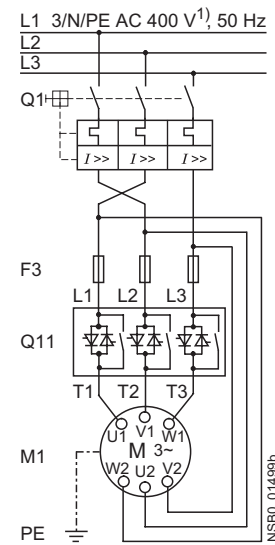 L1 3/N/PE AC 400 V1), 50 Hz
L2
L3
Q1
I >> I >> I >>
F3
L1 L2 L3
Q11
T1 T2 T3
U1 V1 W1
M1 M 3~
W2 U2 V2
PE
NSB0_01499b